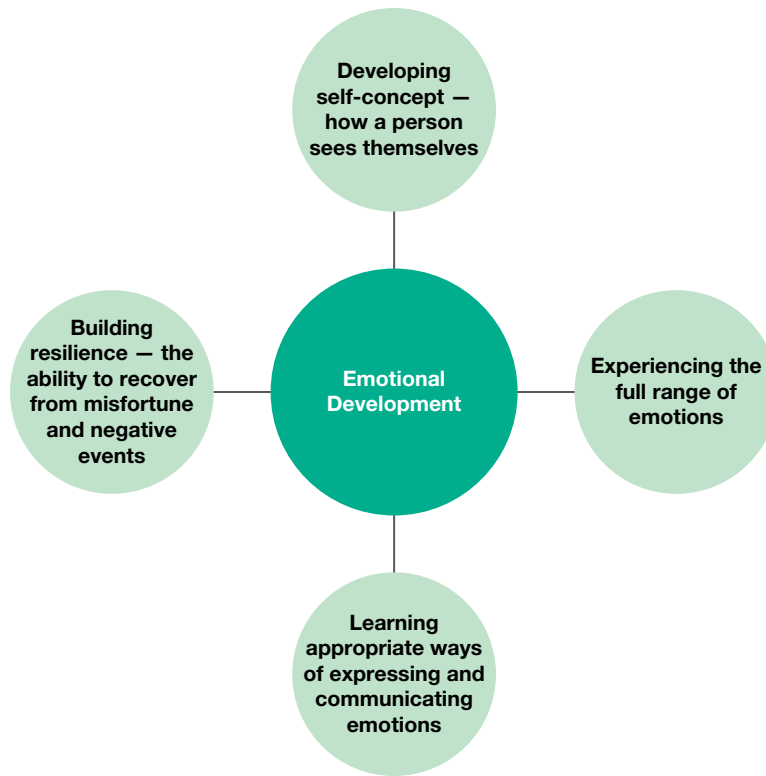 Developing
self-concept —
how a person
sees themselves
Building
resilience — the
ability to recover
from misfortune
and negative
events
Emotional
Development
Experiencing the
full range of
emotions
Learning
appropriate ways
of expressing and
communicating
emotions